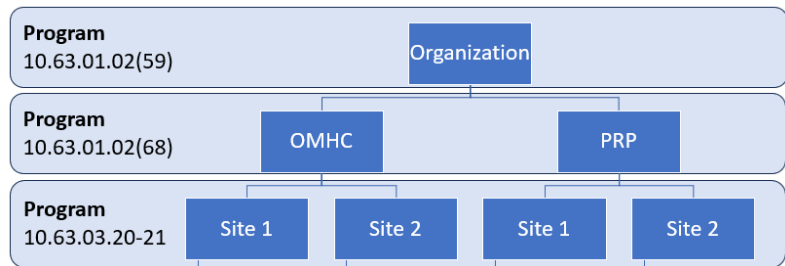 Program
10.63.01.02(59)
Organization
Program
10.63.01.02(68)
OMHC
PRP
Program
10.63.03.20-21
Site 1
Site 2
Site 1
Site 2